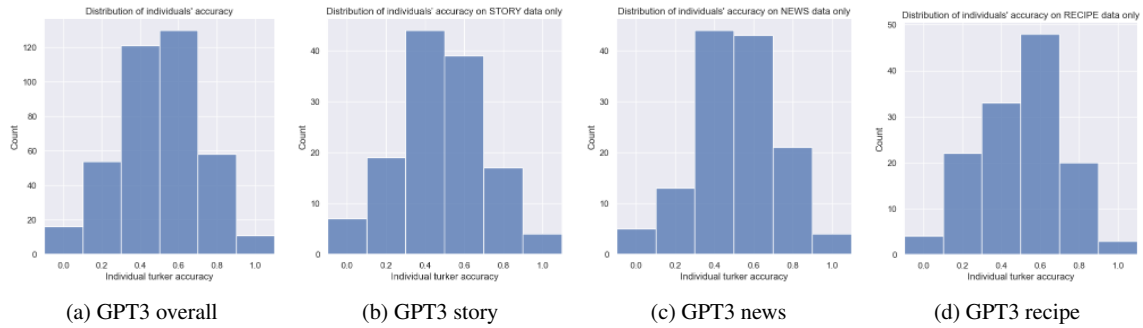 Distribution of individuals' accuracy
120
100
80
60
40
20
0
Count
0.0 0.2 0.4 0.6 0.8 1.0
Individual turker accuracy
(a) GPT3 overall
Distribution of individuals' accuracy on STORY data only
40
30
20
10
0
Count
0.0 0.2 0.4 0.6 0.8 1.0
Individual turker accuracy
(b) GPT3 story
Distribution of individuals' accuracy on NEWS data only
40
30
20
10
0
Count
0.0 0.2 0.4 0.6 0.8 1.0
Individual turker accuracy
(c) GPT3 news
Distribution of individuals' accuracy on RECIPE data only
50
40
30
20
10
0
Count
0.0 0.2 0.4 0.6 0.8 1.0
Individual turker accuracy
(d) GPT3 recipe